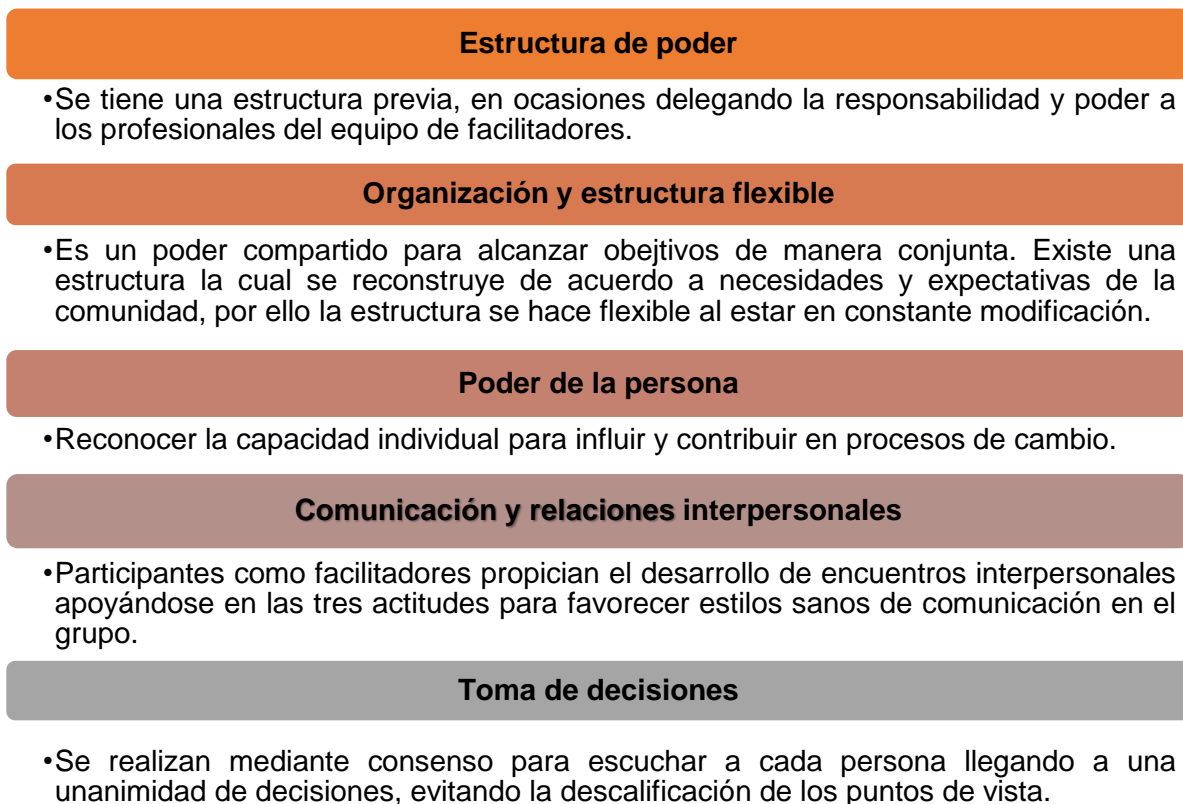 Estructura de poder
•Se tiene una estructura previa, en ocasiones delegando la responsabilidad y poder a
los profesionales del equipo de facilitadores.
Organización y estructura flexible
•Es un poder compartido para alcanzar obejtivos de manera conjunta. Existe una
estructura la cual se reconstruye de acuerdo a necesidades y expectativas de la
comunidad, por ello la estructura se hace flexible al estar en constante modificación.
Poder de la persona
•Reconocer la capacidad individual para influir y contribuir en procesos de cambio.
Comunicación y relaciones interpersonales
•Participantes como facilitadores propician el desarrollo de encuentros interpersonales
apoyándose en las tres actitudes para favorecer estilos sanos de comunicación en el
grupo.
Toma de decisiones
•Se realizan mediante consenso para escuchar a cada persona llegando a una
unanimidad de decisiones, evitando la descalificación de los puntos de vista.